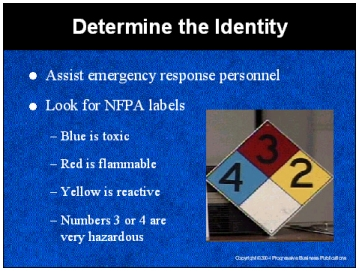 Determine the Identity
Assist emergency response personnel
Look for NFPA labels
– Blue is toxic
– Red is flammable
– Yellow is reactive
– Numbers 3 or 4 are
very hazardous
3
4 2
Copyright ©2004 Progressive Business Publications